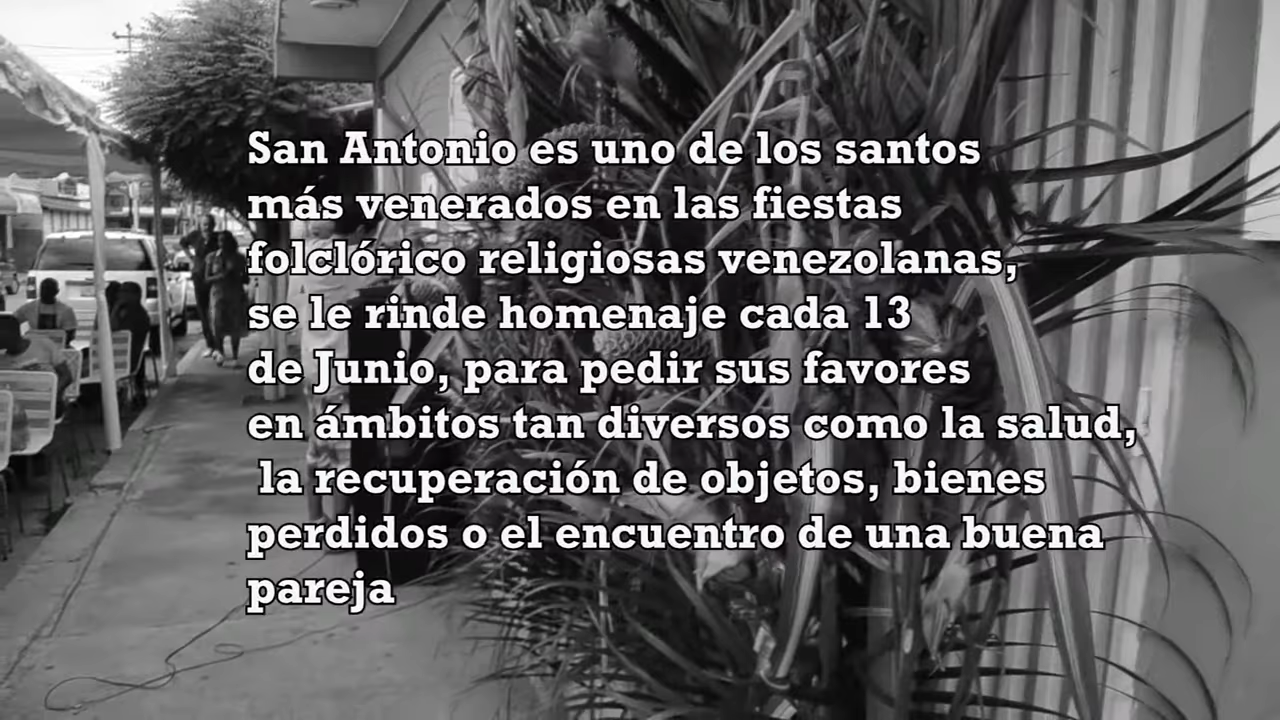 San Antonio es uno de los santos
más venerados en las fiestas
folclórico religiosas venezolanas,
se le rinde homenaje cada 13
de Junio, para pedir sus favores
en ámbitos tan diversos como la salud,
la recuperación de objetos, bienes
perdidos o el encuentro de una buena
pareja